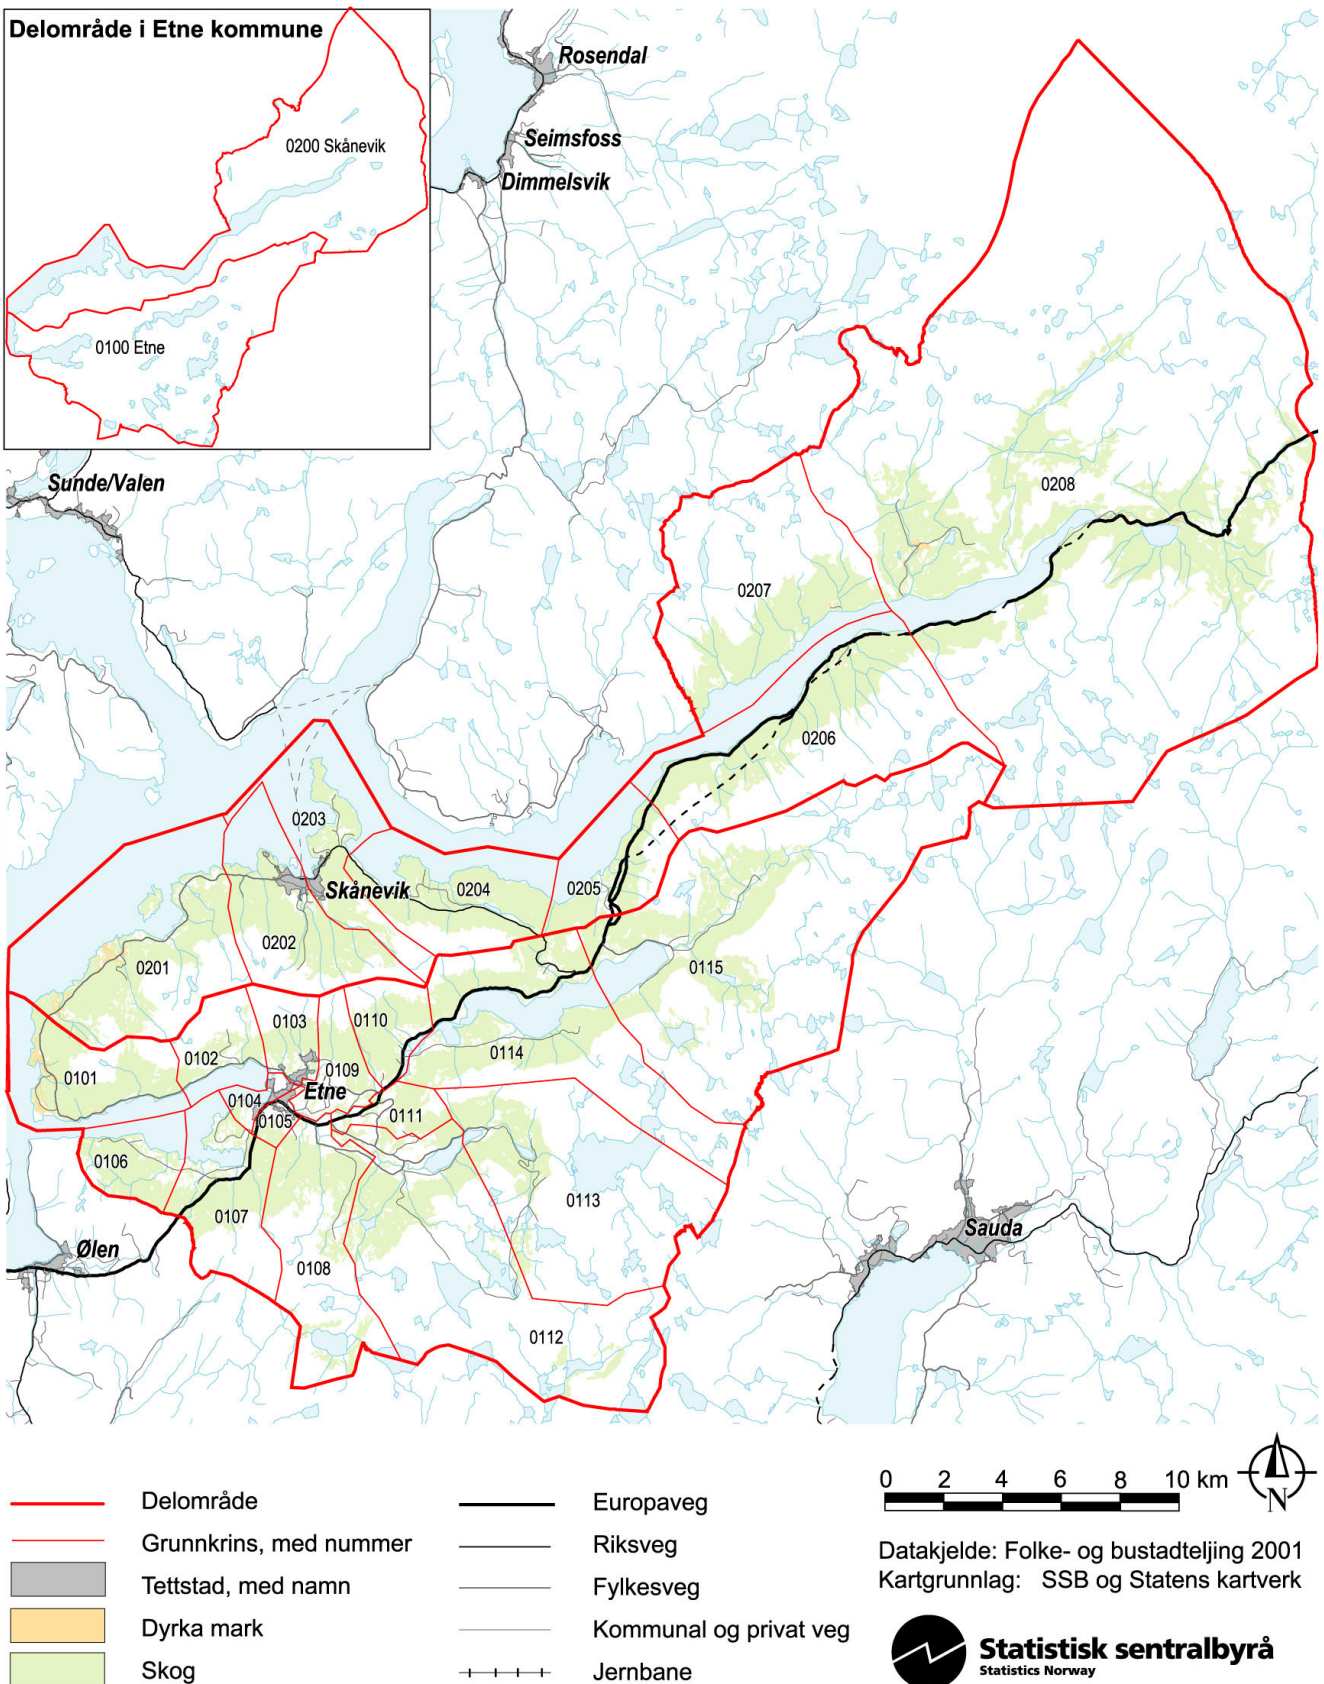 Delområde i Etne kommune
0200 Skånevik
0100 Etne
Rosendal
Seimsfoss
Dimmelsvik
Sunde/Valen
0208
0207
0206
0203
0204
0205
Skånevik
0202
0201
0115
0103
0110
0102
0114
0101
0109
Etne
0104
0111
0105
0106
0113
0107
Sauda
Ølen
0108
0112
Delområde
Grunnkrins, med nummer
Tettstad, med namn
Dyrka mark
Skog
Europaveg
Riksveg
Fylkesveg
Kommunal og privat veg
Jernbane
0 2 4 6 8 10 km
N
Datakjelde: Folke- og bustadteljing 2001
Kartgrunnlag: SSB og Statens kartverk
Statistisk sentralbyrå
Statistics Norway